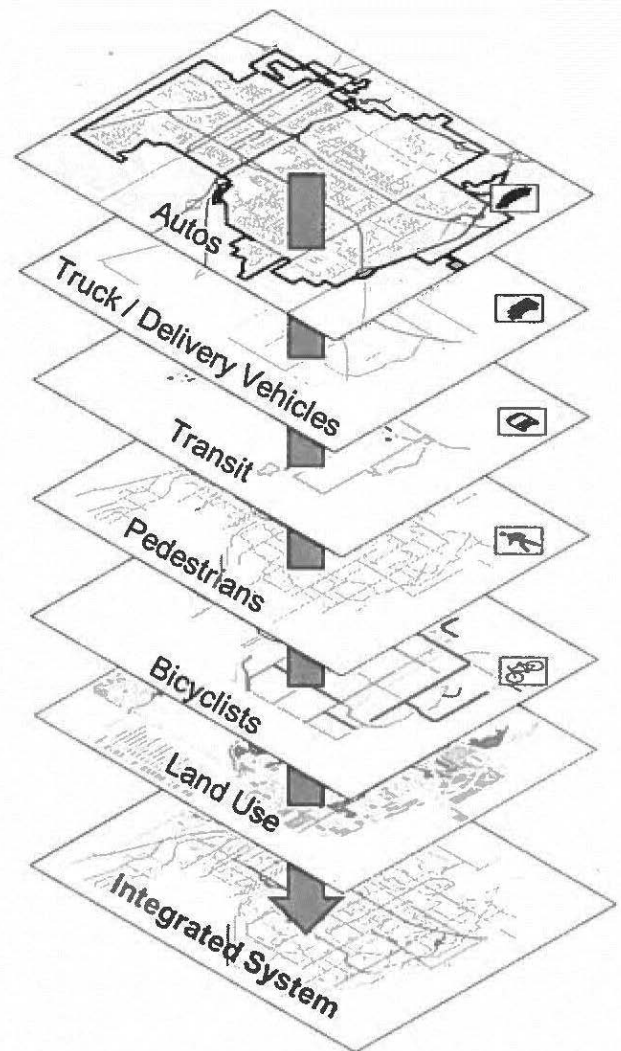 Autos
Truck / Delivery Vehicles
Transit
Pedestrians
Bicyclists
Land Use
Integrated System